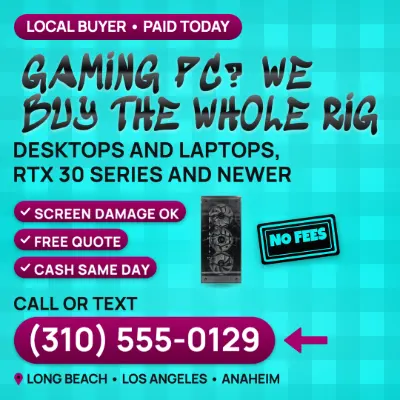 LOCAL BUYER • PAID TODAY
GAMING PC? WE
BUY THE WHOLE RIG
DESKTOPS AND LAPTOPS,
RTX 30 SERIES AND NEWER
SCREEN DAMAGE OK
FREE QUOTE
CASH SAME DAY
NO FEES
CALL OR TEXT
(310) 555-0129
LONG BEACH • LOS ANGELES • ANAHEIM